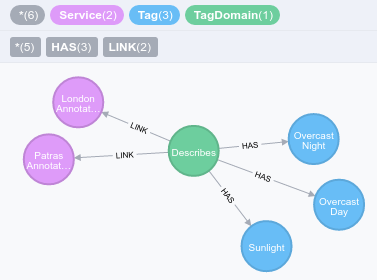 *(6) Service(2) Tag(3) TagDomain(1)
*(5) HAS(3) LINK(2)
London
Annotat...
LINK
Patras
Annotat...
LINK
Describes
HAS
Overcast
Night
HAS
Overcast
Day
HAS
Sunlight